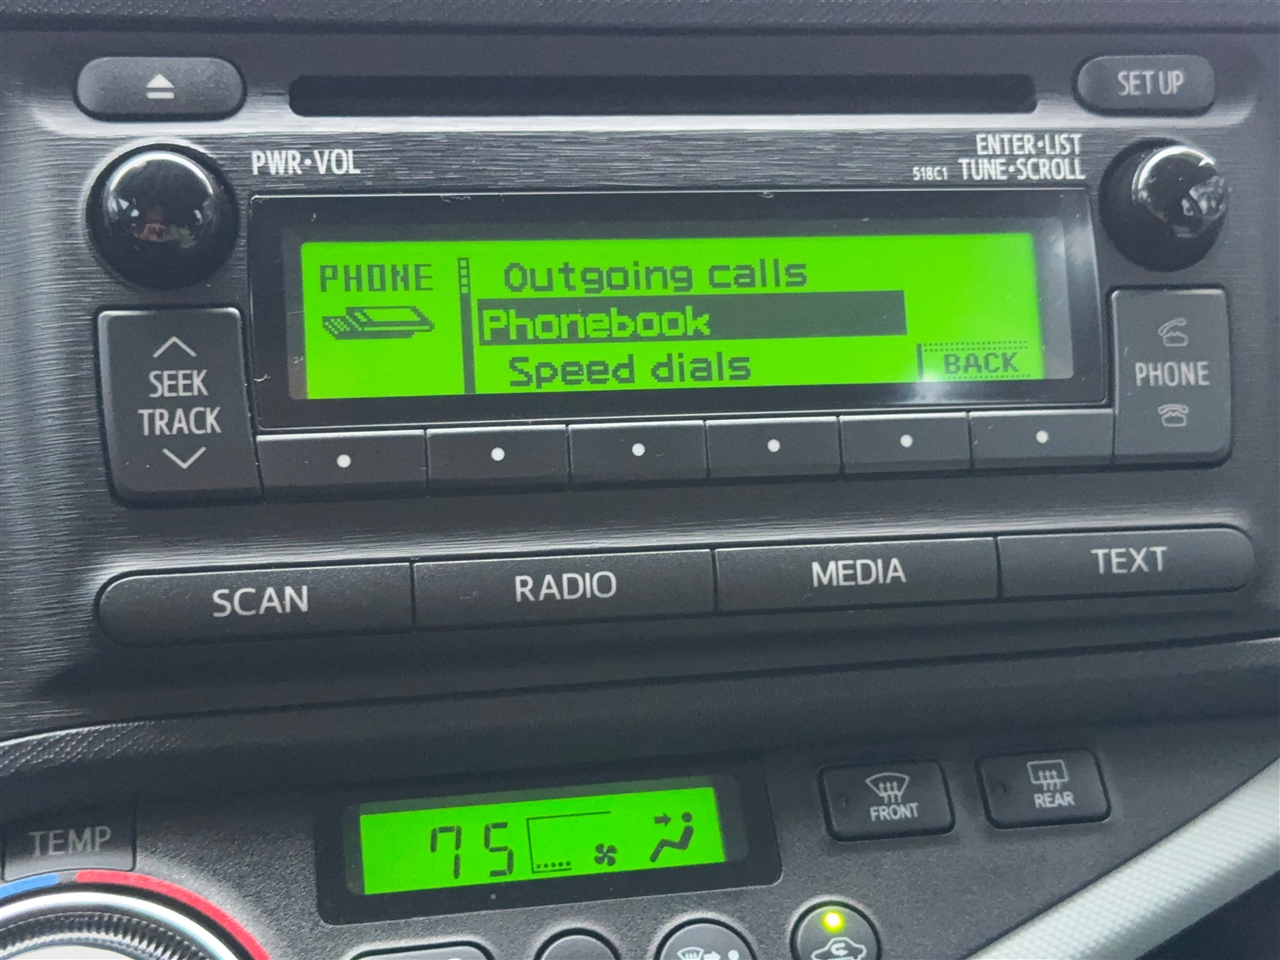 SET UP
PWR•VOL
ENTER•LIST
518C1 TUNE•SCROLL
PHONE
Outgoing calls
Phonebook
Speed dials
BACK
SEEK
TRACK
PHONE
SCAN
RADIO
MEDIA
TEXT
TEMP
75
FRONT
REAR